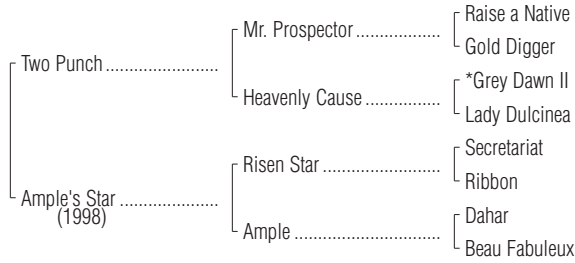 Raise a Native
Mr. Prospector ..................
Gold Digger
Two Punch ........................
*Grey Dawn II
Heavenly Cause ................
Lady Dulcinea
Secretariat
Risen Star .........................
Ribbon
Ample's Star .....................
(1998)
Dahar
Ample ...............................
Beau Fabuleux